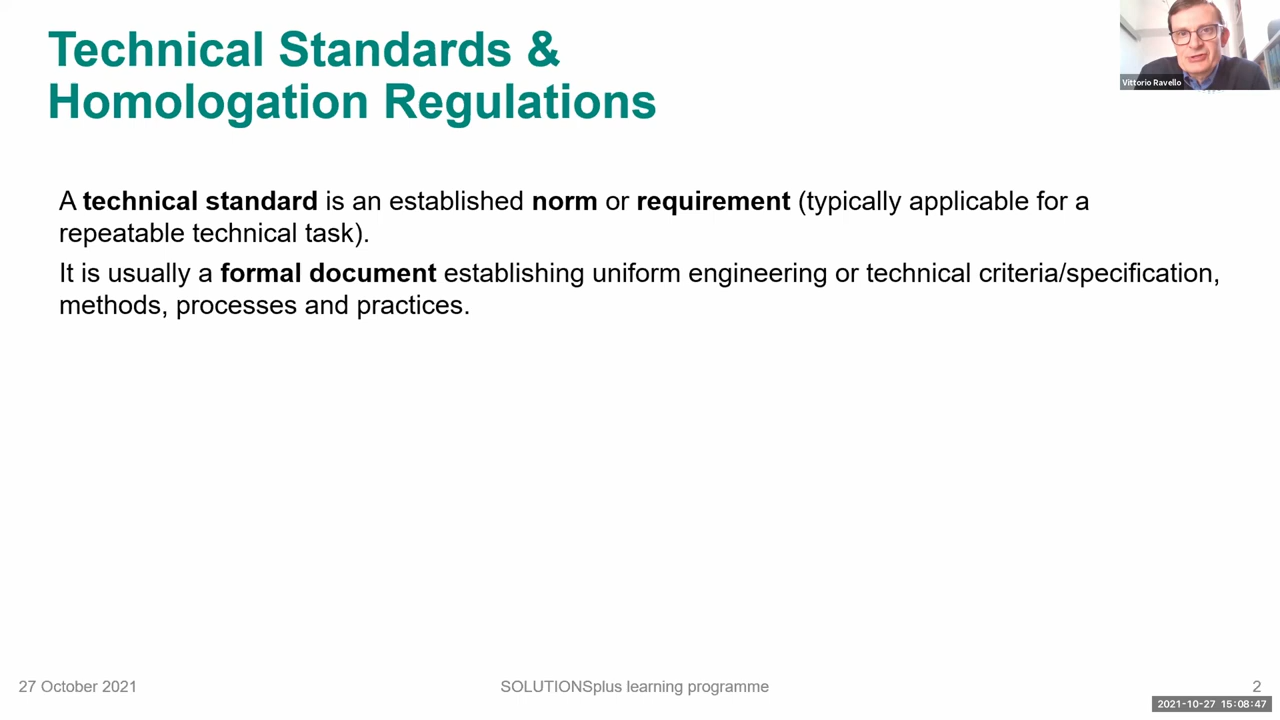 Technical Standards &
Homologation Regulations
Vittorio Ravello
A technical standard is an established norm or requirement (typically applicable for a
repeatable technical task).
It is usually a formal document establishing uniform engineering or technical criteria/specification,
methods, processes and practices.
27 October 2021
SOLUTIONSplus learning programme
2
2021-10-27 15:08:47